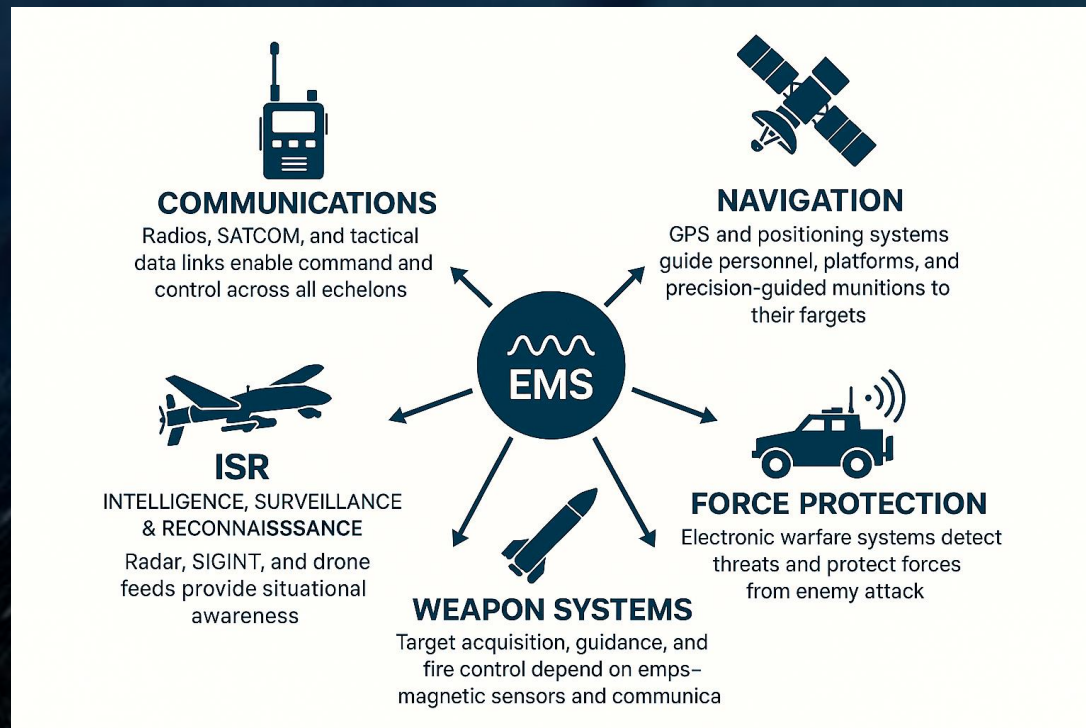 COMMUNICATIONS
Radios, SATCOM, and tactical
data links enable command and
control across all echelons
NAVIGATION
GPS and positioning systems
guide personnel, platforms, and
precision-guided munitions to
their fargets
EMS
ISR
INTELLIGENCE, SURVEILLANCE
& RECONNAISSSANCE
Radar, SIGINT, and drone
feeds provide situational
awareness
FORCE PROTECTION
Electronic warfare systems detect
threats and protect forces
from enemy attack
WEAPON SYSTEMS
Target acquisition, guidance, and
fire control depend on emps–
magnetic sensors and communica